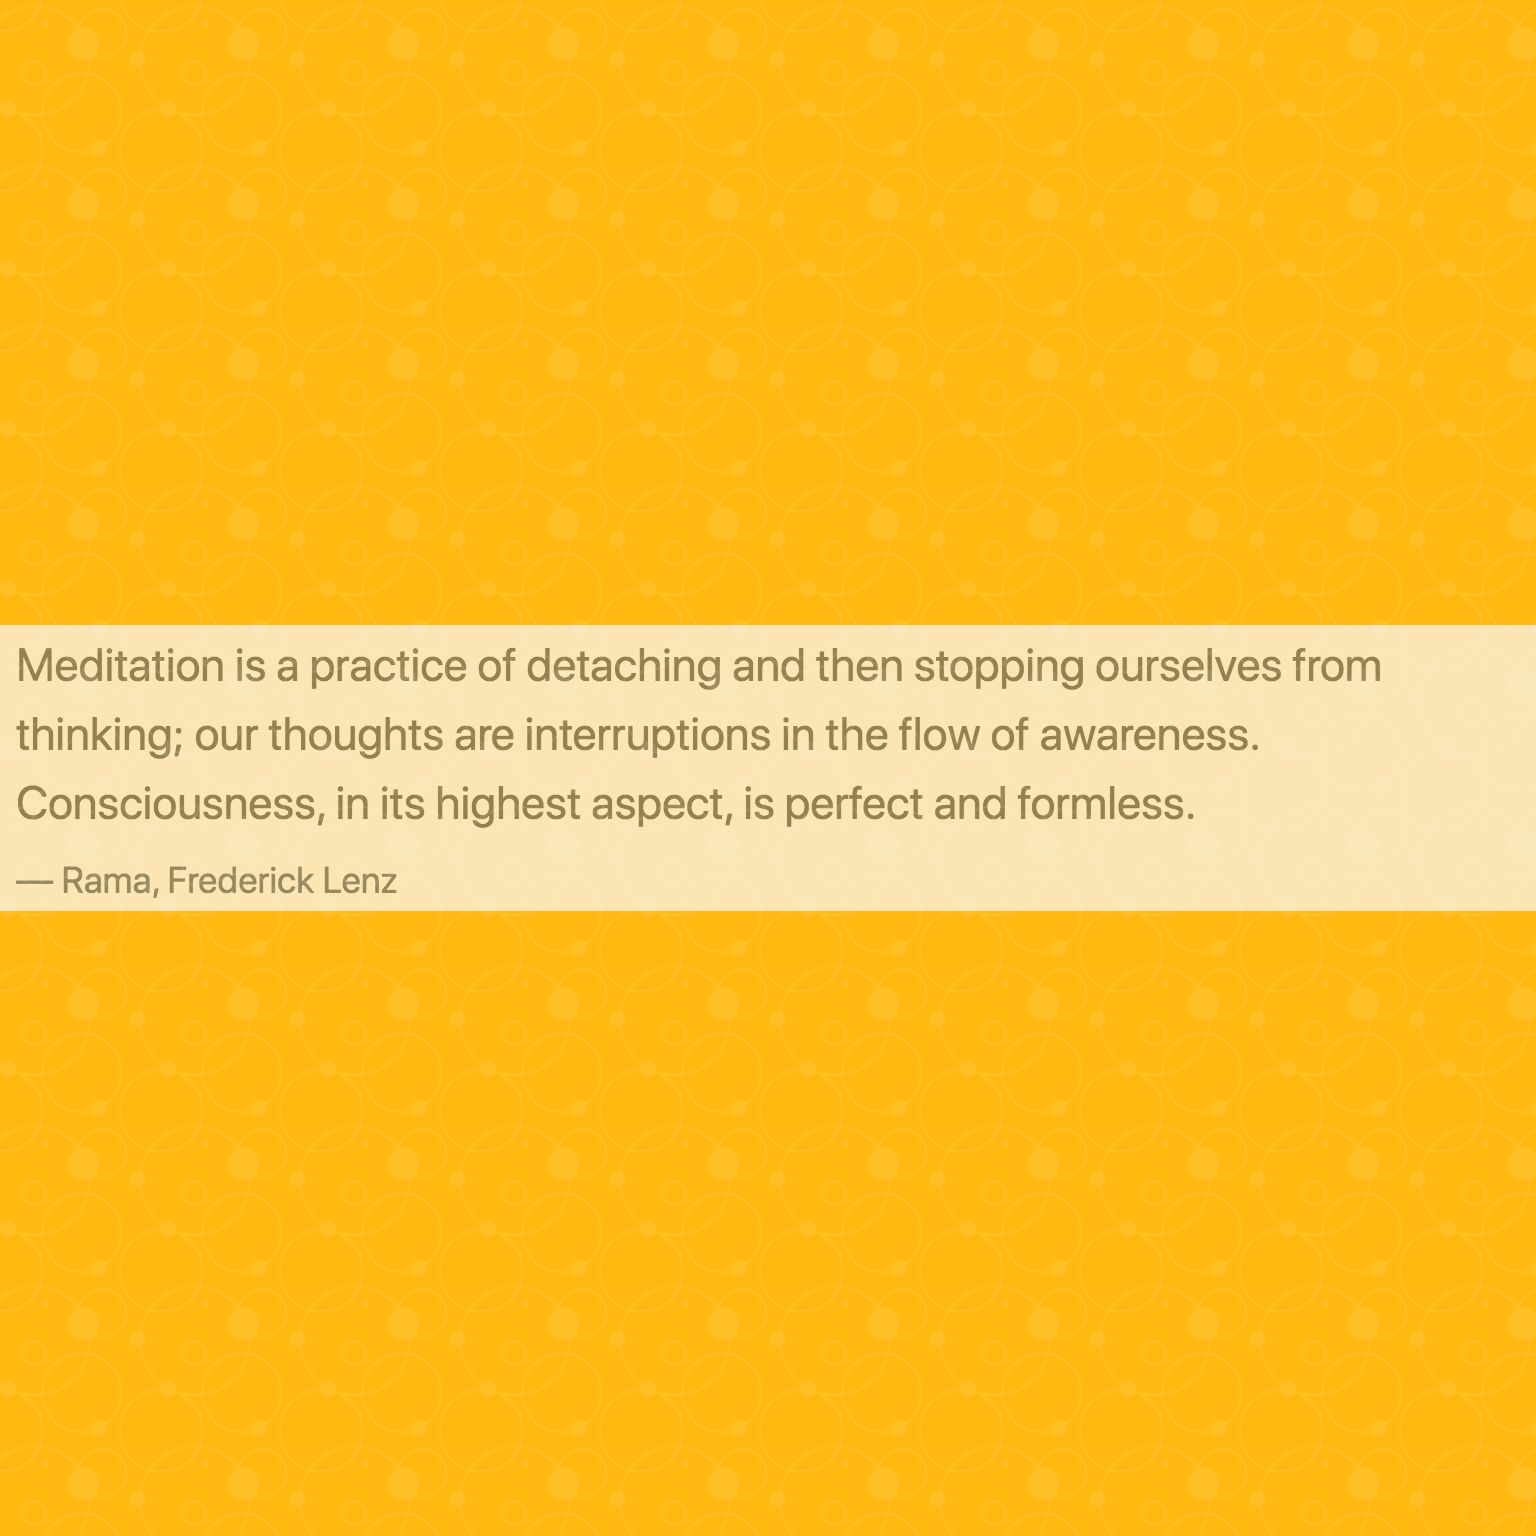 Meditation is a practice of detaching and then stopping ourselves from
thinking; our thoughts are interruptions in the flow of awareness.
Consciousness, in its highest aspect, is perfect and formless.
— Rama, Frederick Lenz